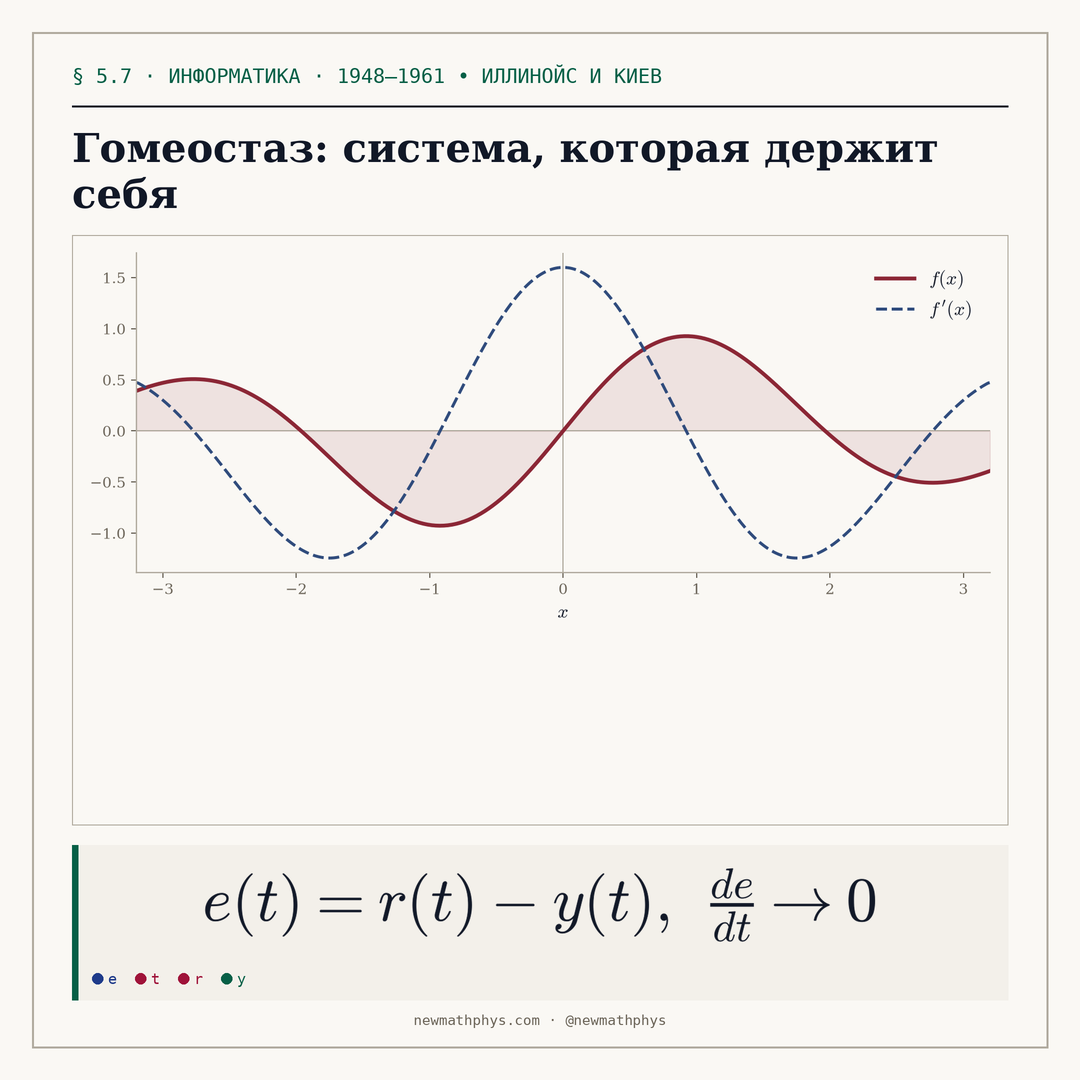 § 5.7 · ИНФОРМАТИКА · 1948—1961 • ИЛЛИНОЙС И КИЕВ
Гомеостаз: система, которая держит
себя
1.5
1.0
0.5
0.0
−0.5
−1.0
f(x)
f′(x)
−3 −2 −1 0 1 2 3
x
e(t) = r(t) − y(t), de/dt → 0
e t r y
newmathphys.com · @newmathphys